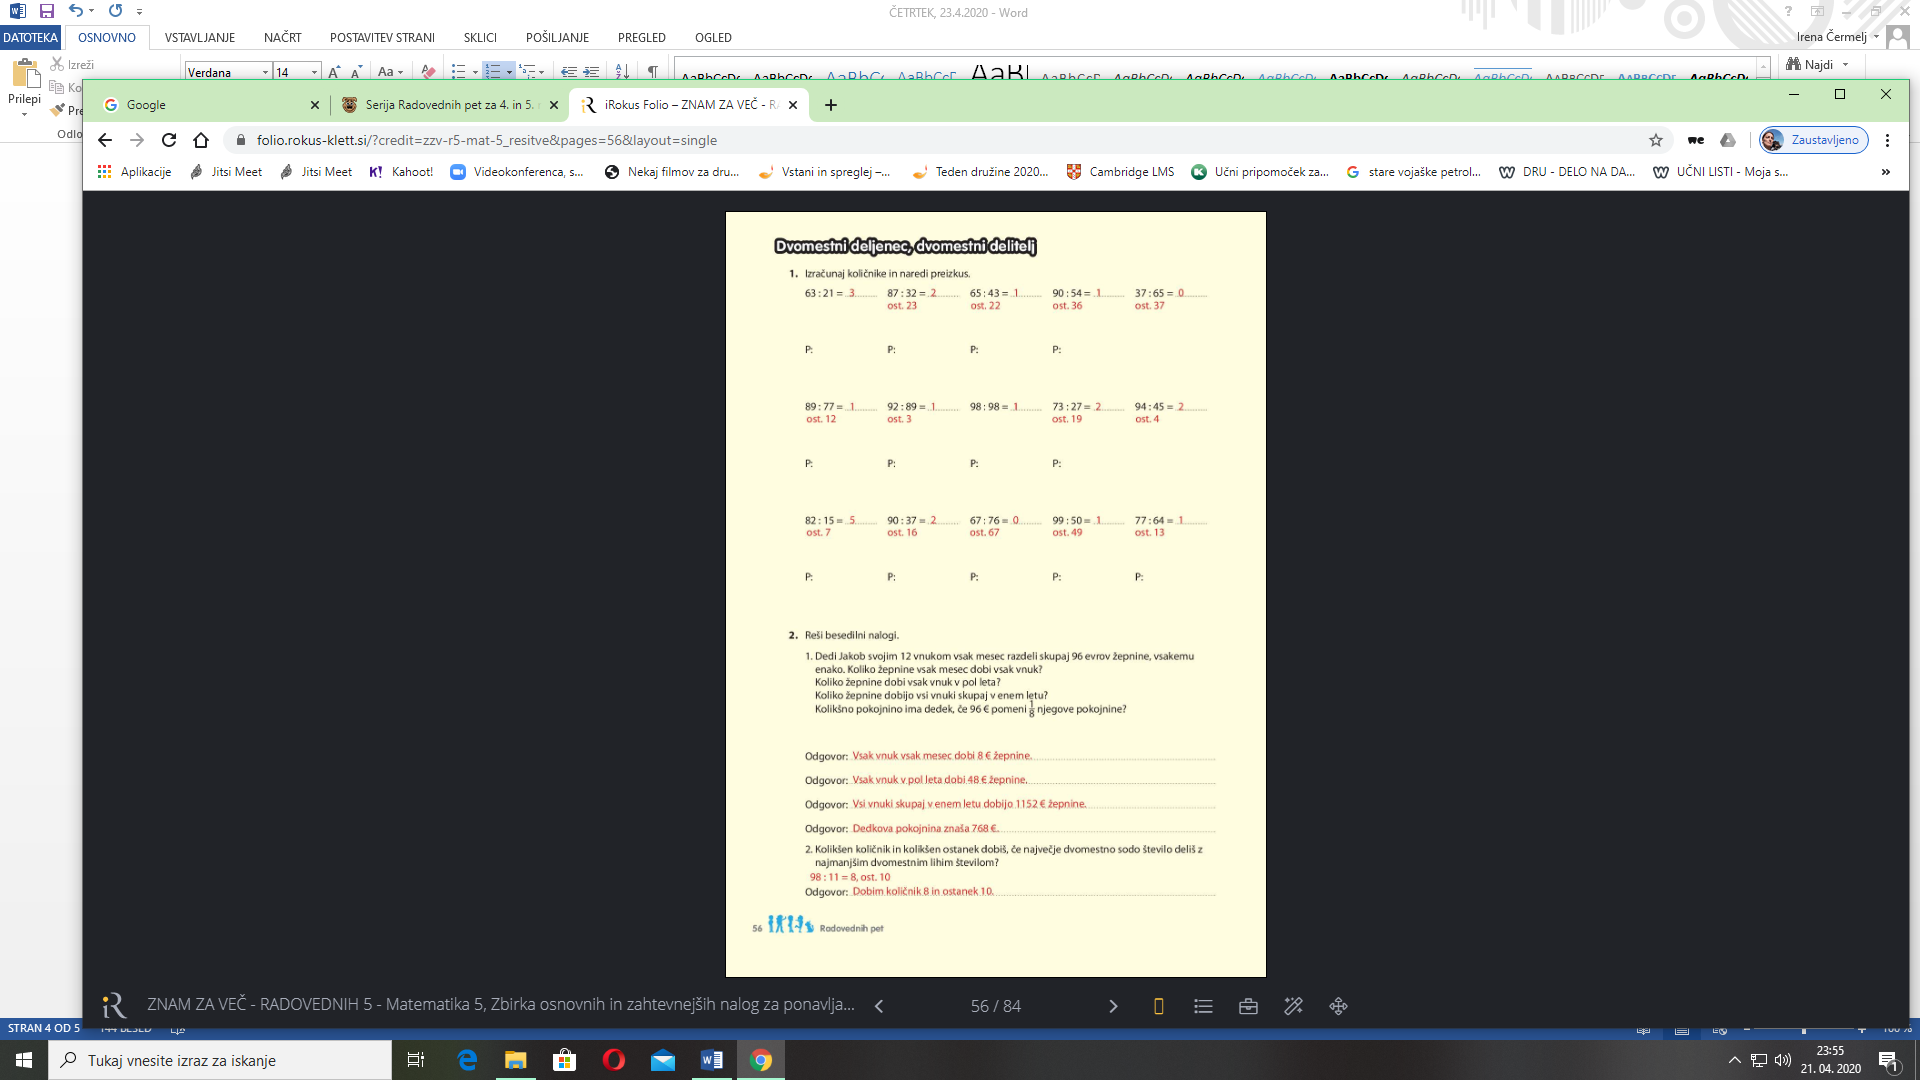 ČETRTEK, 23.4.2020 - Word
DATOTEKA OSNOVNO VSTAVLJANJE NAČRT POSTAVITEV STRANI SKLICI POŠILJANJE PREGLED OGLED Irena Čermelj
Izreži Verdana 14 Aa Najdi
Prilepi
Google Serija Radovednih pet za 4. in 5. iRokus Folio – ZNAM ZA VEČ - RA
folio.rokus-klett.si/?credit=zzv-r5-mat-5_resitve&pages=56&layout=single Zaustavljeno
Aplikacije Jitsi Meet Jitsi Meet Kahoot! Videokonferenca, s... Nekaj filmov za dru... Vstani in spreglej –... Teden družine 2020... Cambridge LMS Učni pripomoček za... stare vojaške petrol... DRU - DELO NA DA... UČNI LISTI - Moja s... »
Dvomestni deljenec, dvomestni delitelj
1. Izračunaj količnike in naredi preizkus.
63 : 21 = 3 87 : 32 = 2 65 : 43 = 1 90 : 54 = 1 37 : 65 = 0
ost. 23 ost. 22 ost. 36 ost. 37
P: P: P: P:
89 : 77 = 1 92 : 89 = 1 98 : 98 = 1 73 : 27 = 2 94 : 45 = 2
ost. 12 ost. 3 ost. 19 ost. 4
P: P: P: P:
82 : 15 = 5 90 : 37 = 2 67 : 76 = 0 99 : 50 = 1 77 : 64 = 1
ost. 7 ost. 16 ost. 67 ost. 49 ost. 13
P: P: P: P: P:
2. Reši besedilni nalogi.
1. Dedi Jakob svojim 12 vnukom vsak mesec razdeli skupaj 96 evrov žepnine, vsakemu
enako. Koliko žepnine vsak mesec dobi vsak vnuk?
Koliko žepnine dobi vsak vnuk v pol leta?
Koliko žepnine dobijo vsi vnuki skupaj v enem letu?
Kolikšno pokojnino ima dedek, če 96 € pomeni 1/8 njegove pokojnine?
Odgovor: Vsak vnuk vsak mesec dobi 8 € žepnine.
Odgovor: Vsak vnuk v pol leta dobi 48 € žepnine.
Odgovor: Vsi vnuki skupaj v enem letu dobijo 1152 € žepnine.
Odgovor: Dedkova pokojnina znaša 768 €.
2. Kolikšen količnik in kolikšen ostanek dobiš, če največje dvomestno sodo število deliš z
najmanjšim dvomestnim lihim številom?
98 : 11 = 8, ost. 10
Odgovor: Dobim količnik 8 in ostanek 10.
56 Radovednih pet
ZNAM ZA VEČ - RADOVEDNIH 5 - Matematika 5, Zbirka osnovnih in zahtevnejših nalog za ponavlja... 56 / 84
STRAN 4 OD 5 144 BESED 100 %
Tukaj vnesite izraz za iskanje
23:55
21. 04. 2020
1